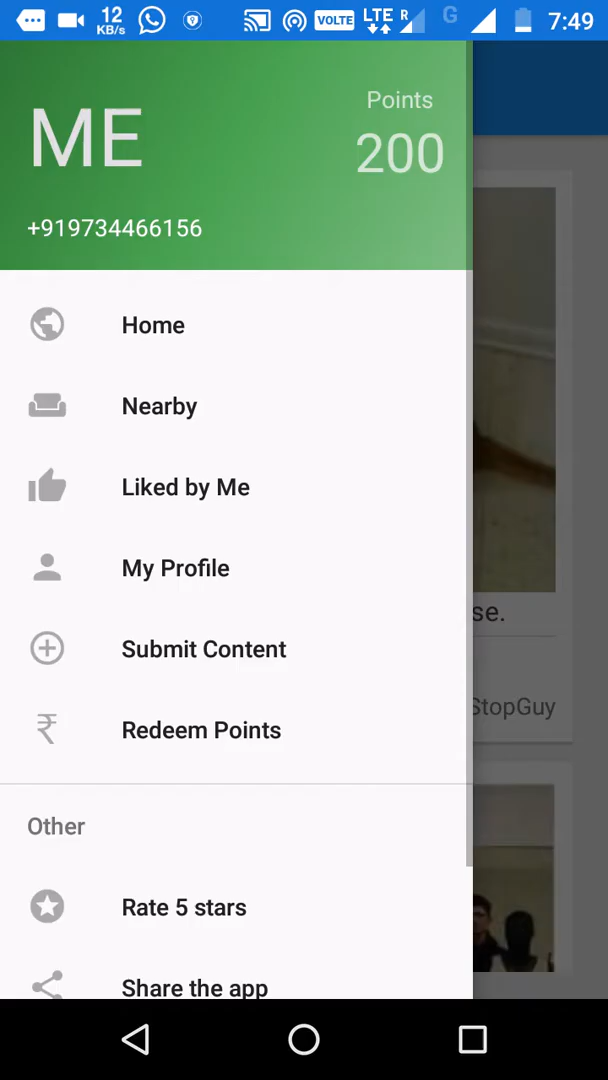 12
KB/s
VOLTE
LTE
R
G
7:49
ME
Points
200
+919734466156
Home
Nearby
Liked by Me
My Profile
se.
Submit Content
StopGuy
Redeem Points
Other
Rate 5 stars
Share the app